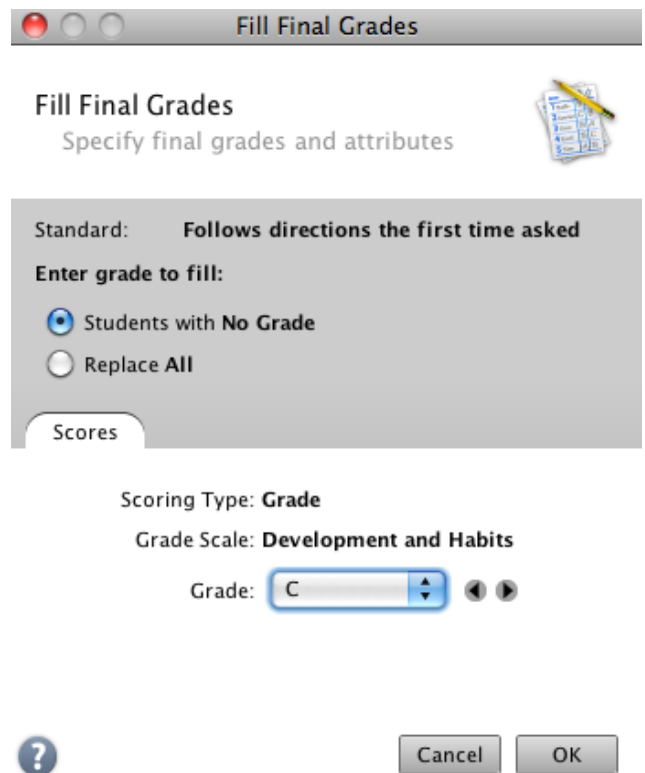 Fill Final Grades
Fill Final Grades
Specify final grades and attributes
Standard: Follows directions the first time asked
Enter grade to fill:
Students with No Grade
Replace All
Scores
Scoring Type: Grade
Grade Scale: Development and Habits
Grade: C
?
Cancel OK